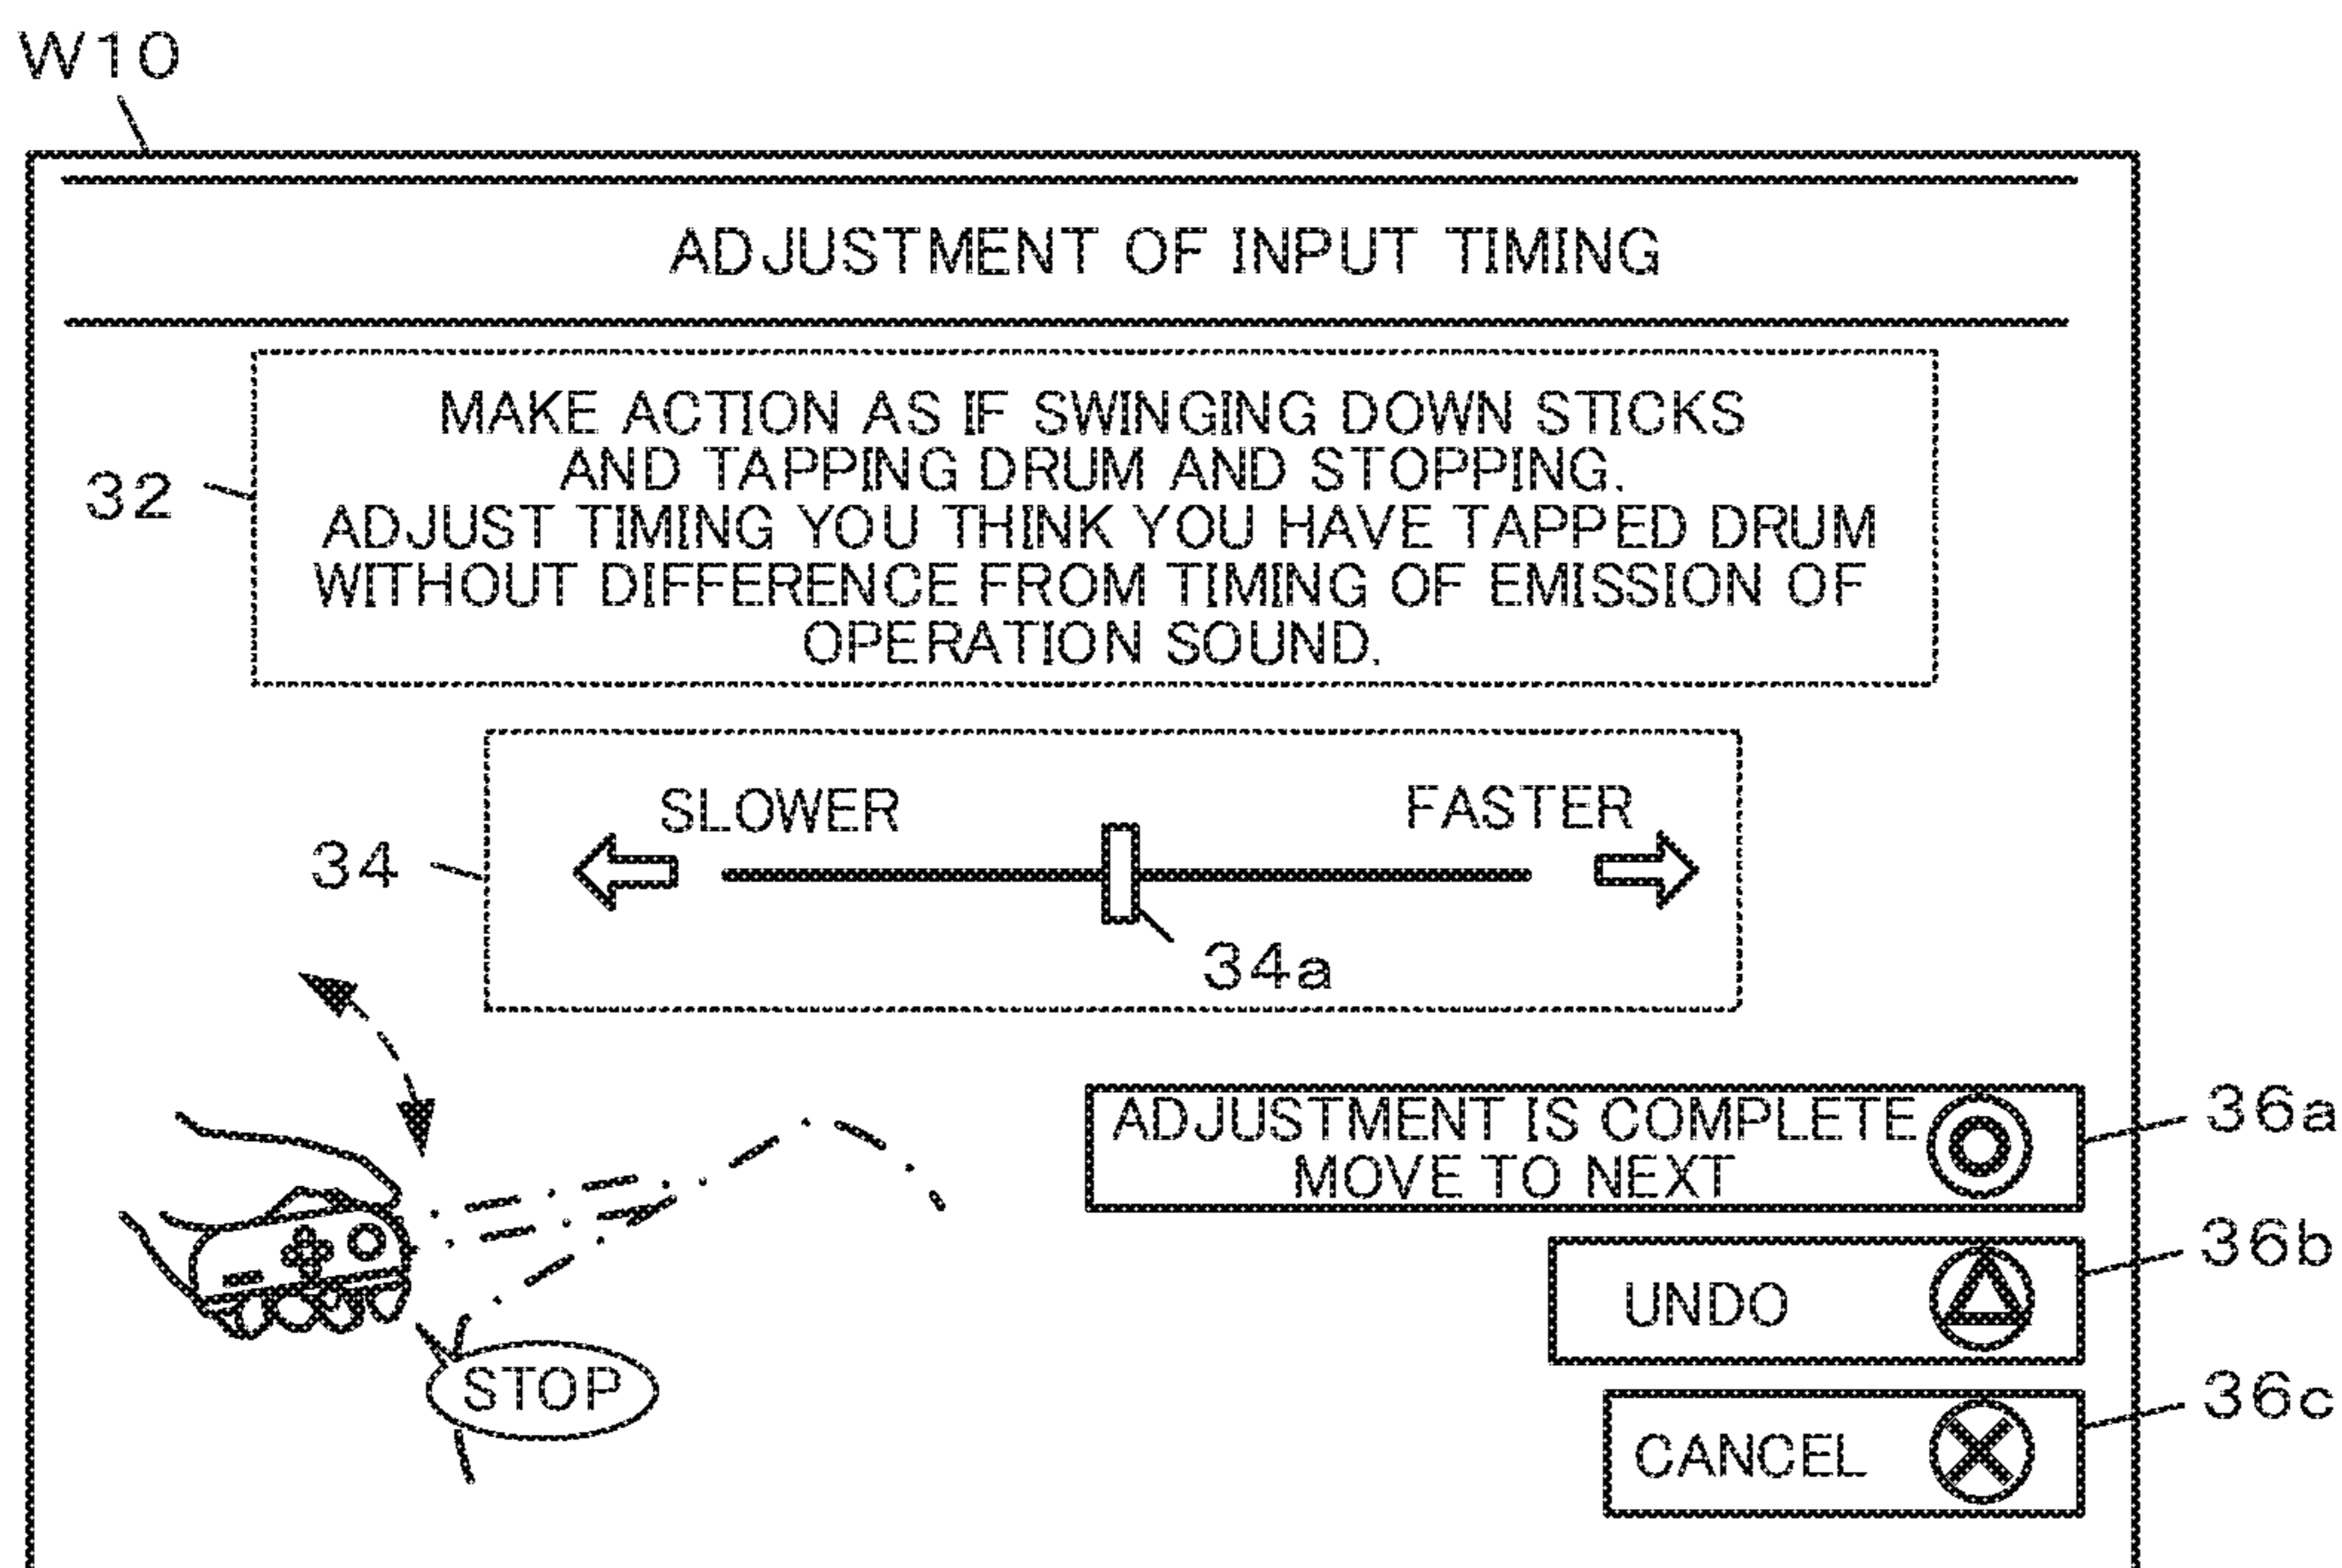 W10
ADJUSTMENT OF INPUT TIMING
MAKE ACTION AS IF SWINGING DOWN STICKS
AND TAPPING DRUM AND STOPPING.
ADJUST TIMING YOU THINK YOU HAVE TAPPED DRUM
WITHOUT DIFFERENCE FROM TIMING OF EMISSION OF
OPERATION SOUND.
32
SLOWER
FASTER
34
34a
ADJUSTMENT IS COMPLETE
MOVE TO NEXT
36a
UNDO
36b
STOP
CANCEL
36c